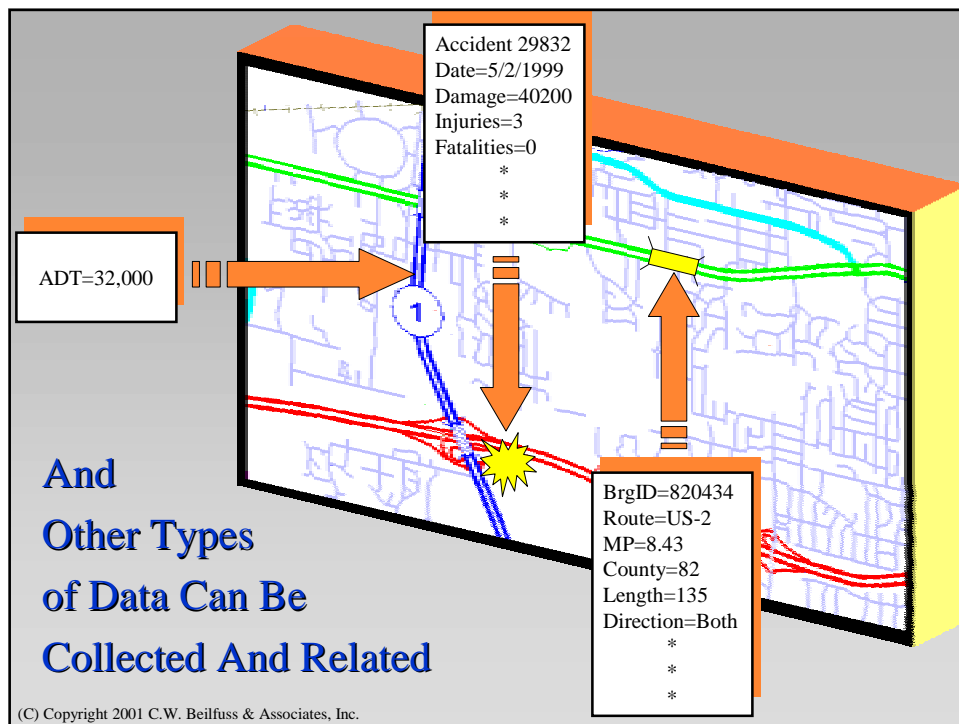 Accident 29832
Date=5/2/1999
Damage=40200
Injuries=3
Fatalities=0
*
*
*
ADT=32,000
1
BrgID=820434
Route=US-2
MP=8.43
County=82
Length=135
Direction=Both
*
*
*
And
Other Types
of Data Can Be
Collected And Related
(C) Copyright 2001 C.W. Beilfuss & Associates, Inc.